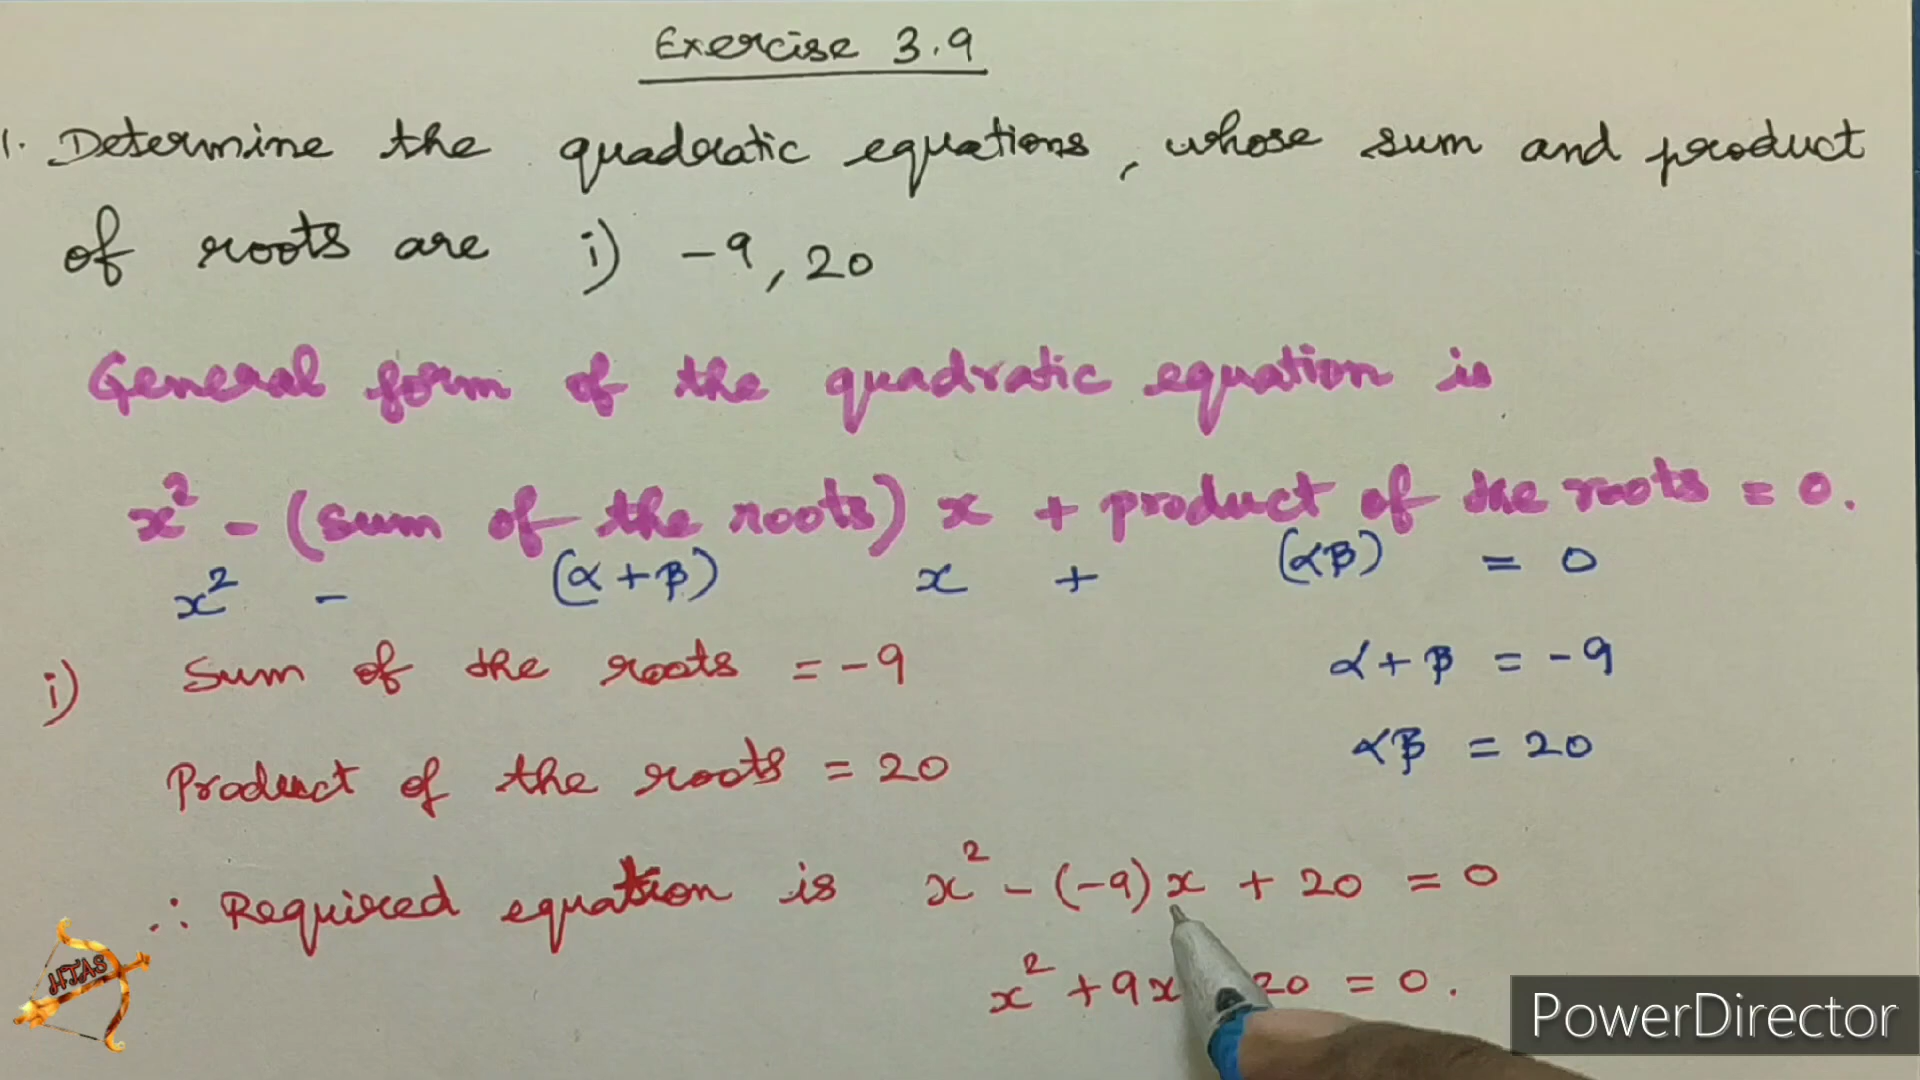 Exercise 3.9
1. Determine the quadratic equations, whose sum and product
of roots are i) -9, 20
General form of the quadratic equation is
x² - (sum of the roots) x + product of the roots = 0.
x² - (α+β) x + (αβ) = 0
i) Sum of the roots = -9
α+β = -9
Product of the roots = 20
αβ = 20
∴ Required equation is x² - (-9)x + 20 = 0
x² + 9x 20 = 0.
HTAS
PowerDirector